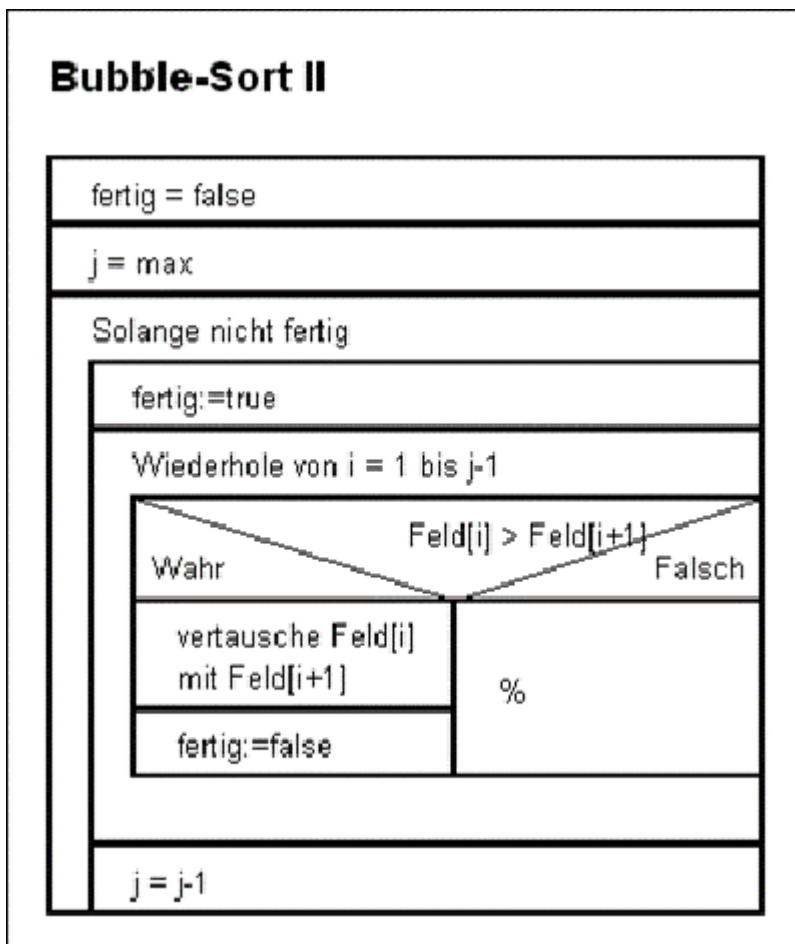 Bubble-Sort II
fertig = false
j = max
Solange nicht fertig
fertig:=true
Wiederhole von i = 1 bis j-1
Feld[i] > Feld[i+1]
Wahr
Falsch
vertausche Feld[i]
mit Feld[i+1]
%
fertig:=false
j = j-1